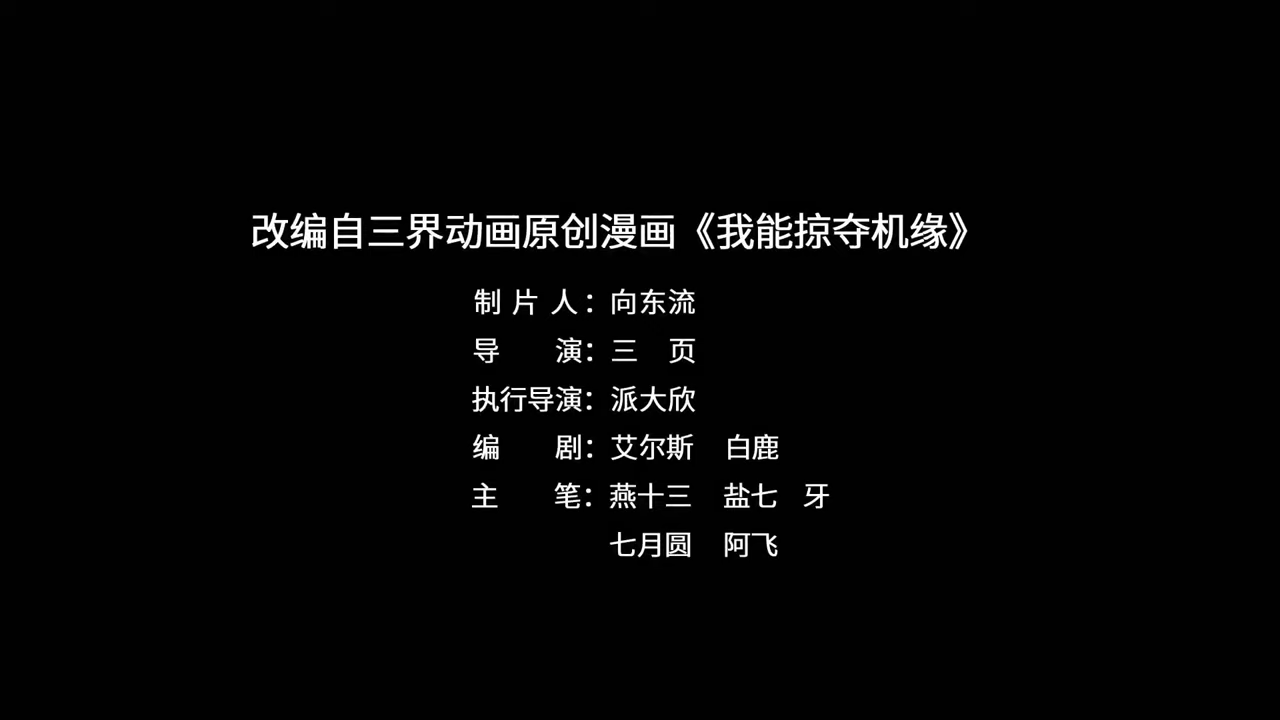 改编自三界动画原创漫画《我能掠夺机缘》
制 片 人：向东流
导　　演：三　页
执行导演：派大欣
编　　剧：艾尔斯　白鹿
主　　笔：燕十三　盐七　牙
七月圆　阿飞